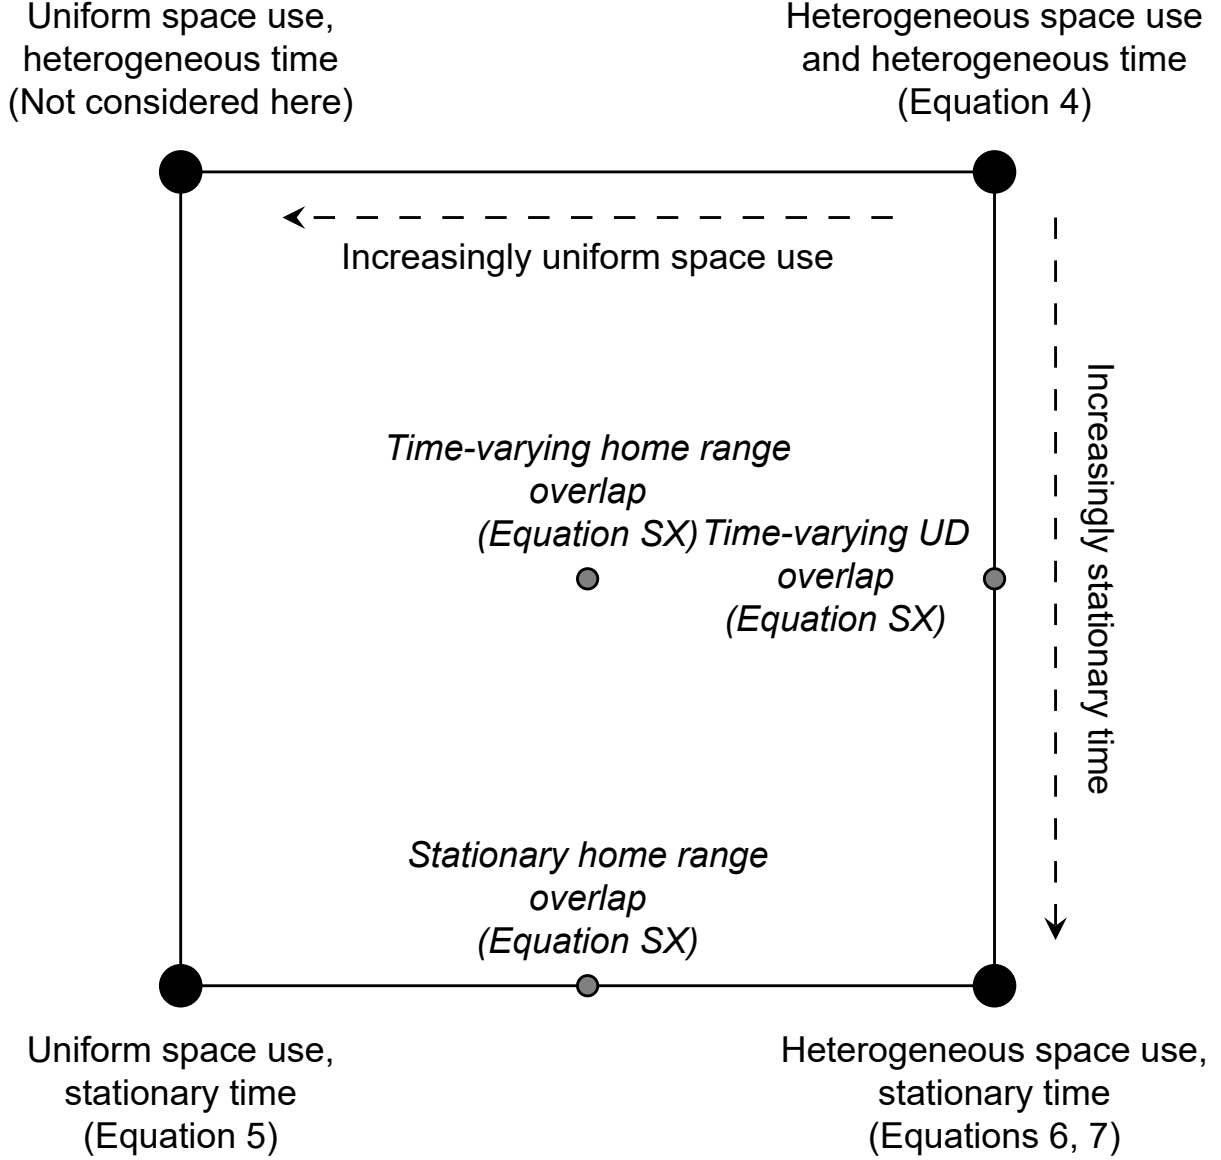 Uniform space use,
heterogeneous time
(Not considered here)
Heterogeneous space use
and heterogeneous time
(Equation 4)
Increasingly uniform space use
Increasingly stationary time
Time-varying home range
overlap
(Equation SX)
Time-varying UD
overlap
(Equation SX)
Stationary home range
overlap
(Equation SX)
Uniform space use,
stationary time
(Equation 5)
Heterogeneous space use,
stationary time
(Equations 6, 7)